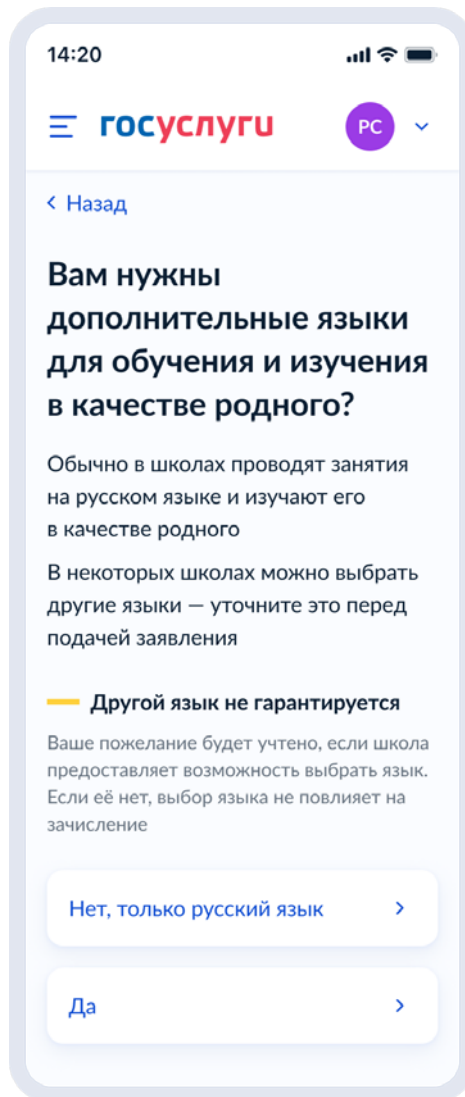 14:20
госуслуги
РС
Назад
Вам нужны
дополнительные языки
для обучения и изучения
в качестве родного?
Обычно в школах проводят занятия
на русском языке и изучают его
в качестве родного
В некоторых школах можно выбрать
другие языки — уточните это перед
подачей заявления
Другой язык не гарантируется
Ваше пожелание будет учтено, если школа
предоставляет возможность выбрать язык.
Если её нет, выбор языка не повлияет на
зачисление
Нет, только русский язык
Да